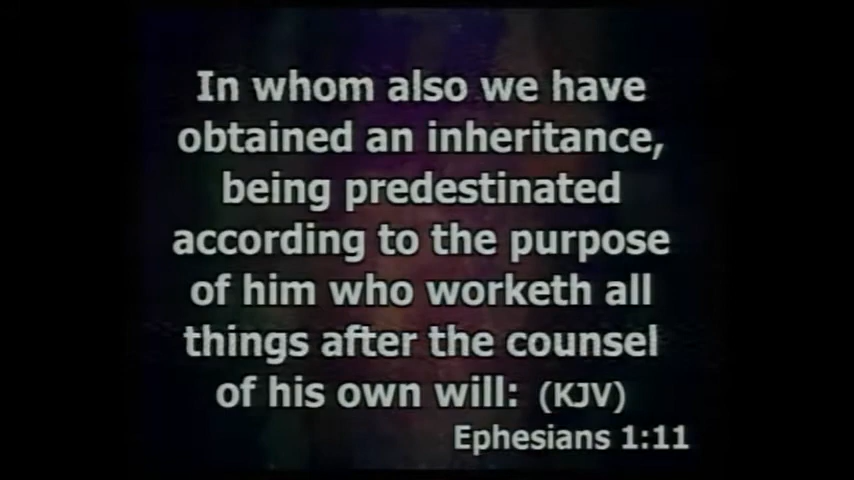 In whom also we have
obtained an inheritance,
being predestinated
according to the purpose
of him who worketh all
things after the counsel
of his own will: (KJV)
Ephesians 1:11